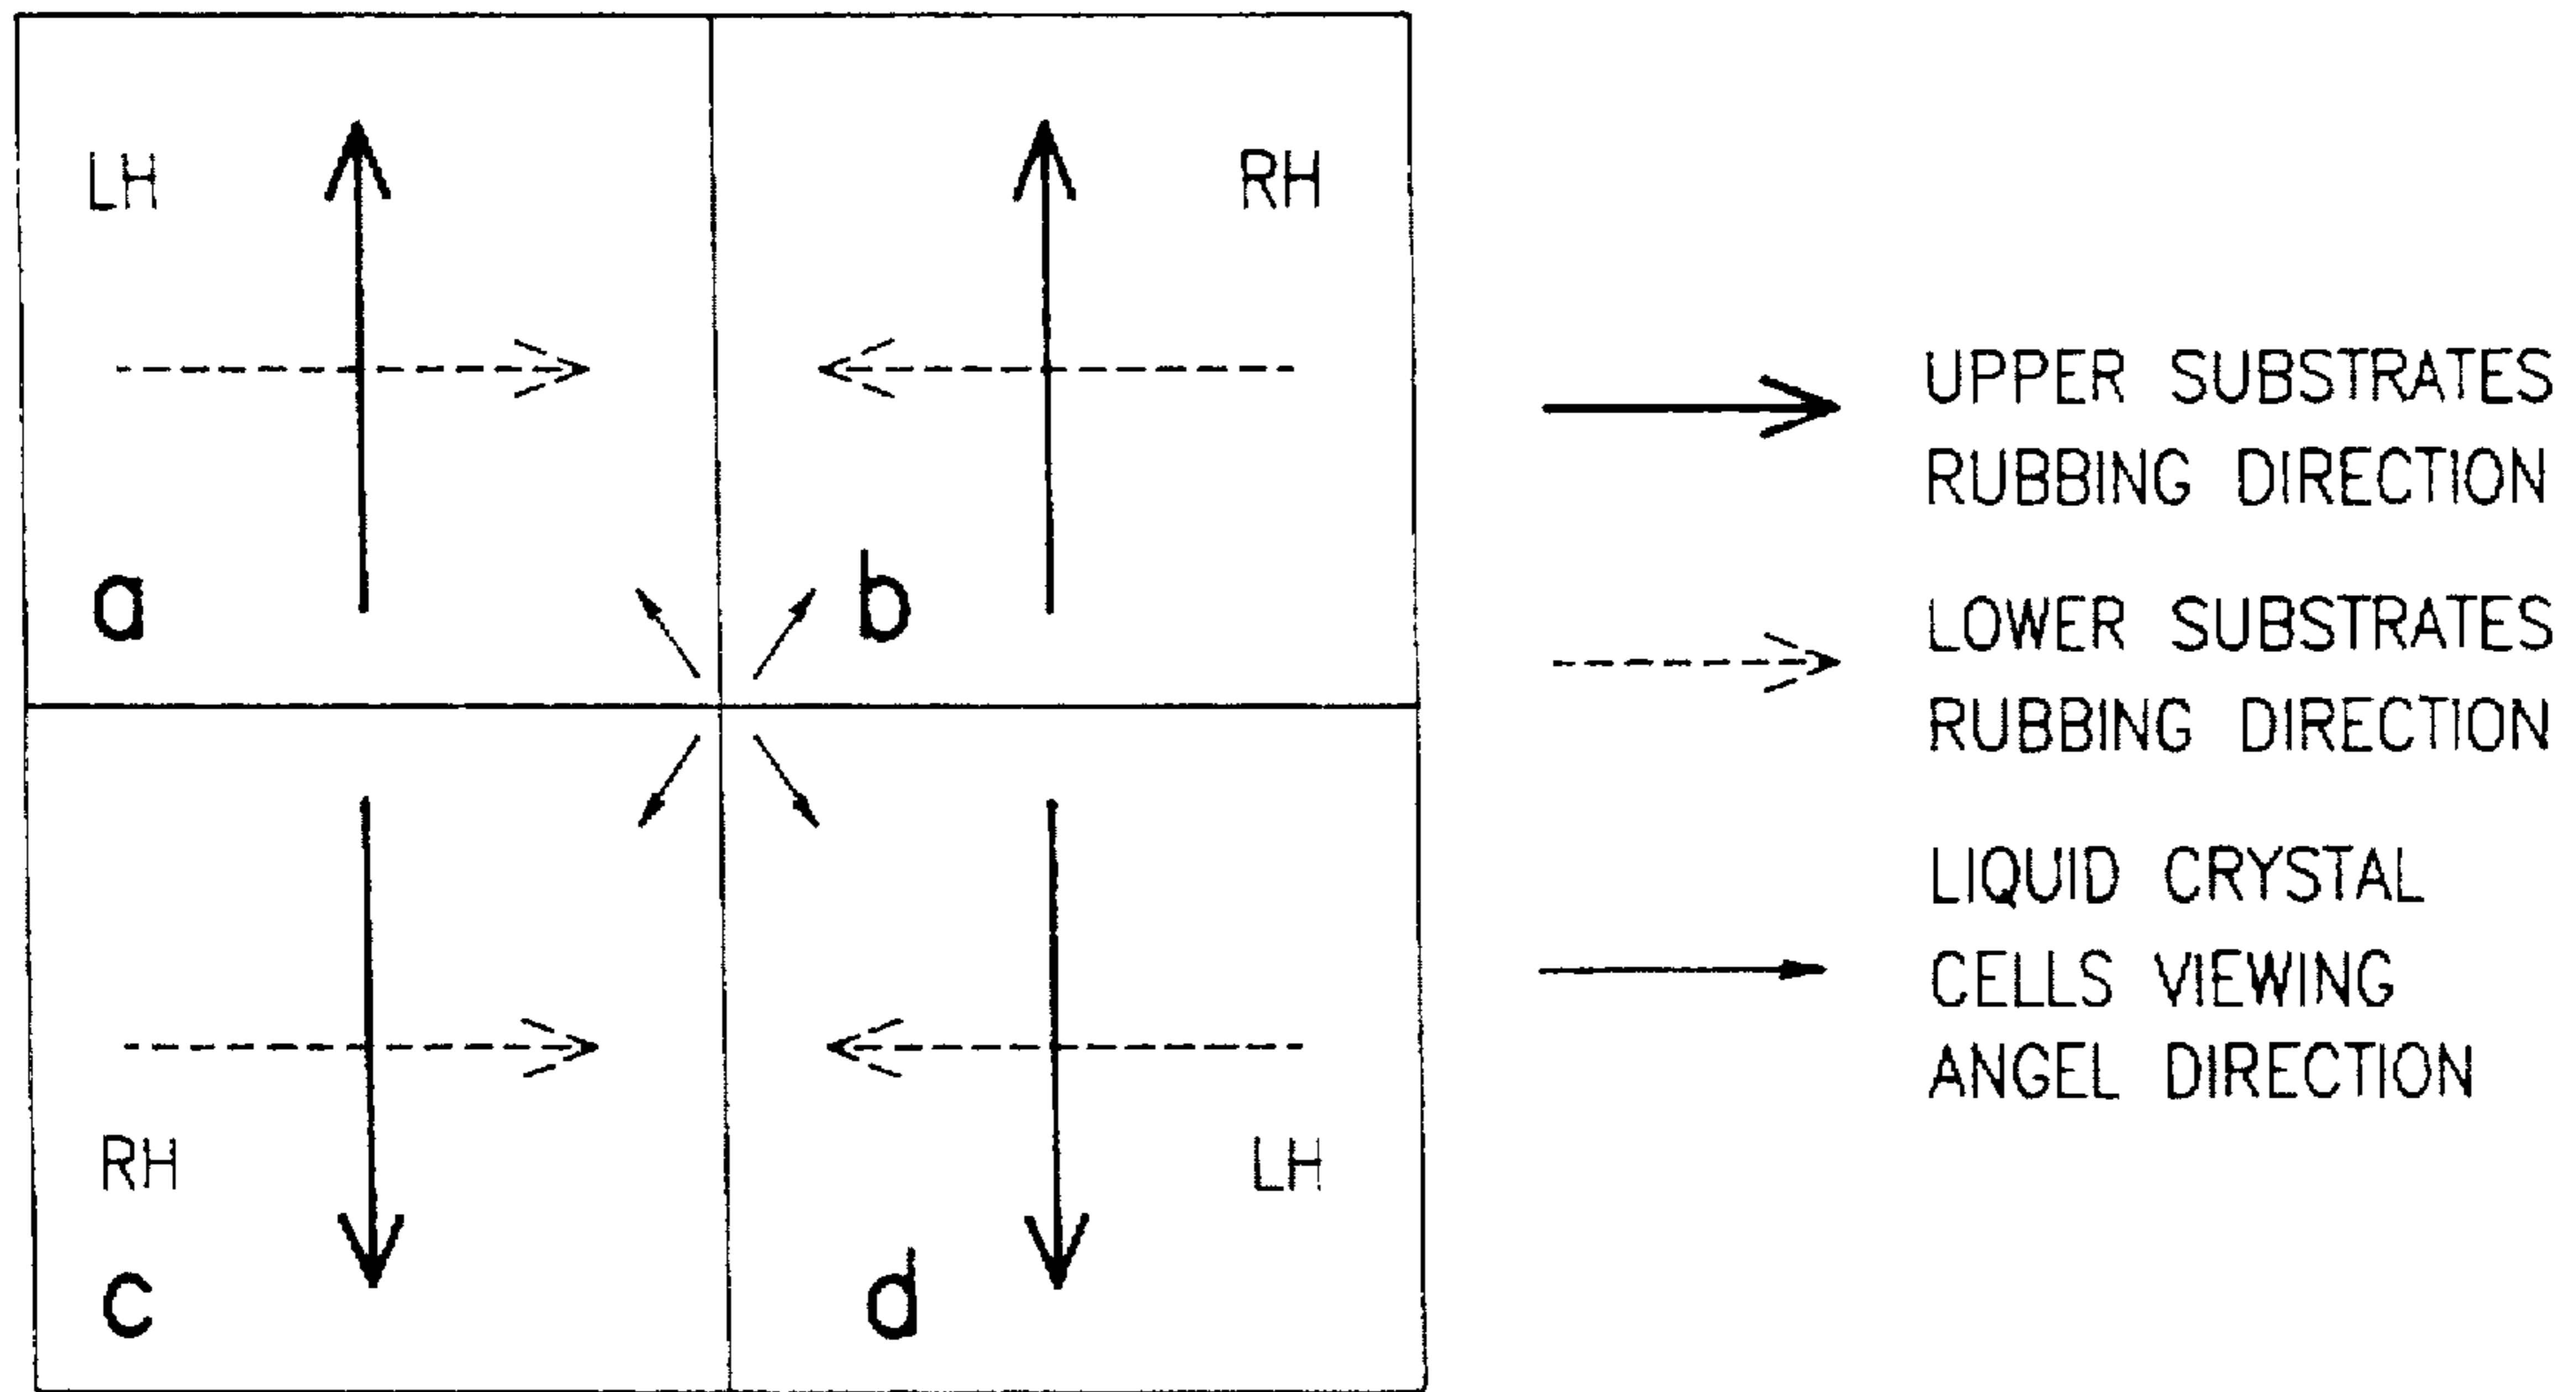 LH
RH
a
b
RH
LH
c
d
UPPER SUBSTRATES
RUBBING DIRECTION
LOWER SUBSTRATES
RUBBING DIRECTION
LIQUID CRYSTAL
CELLS VIEWING
ANGEL DIRECTION